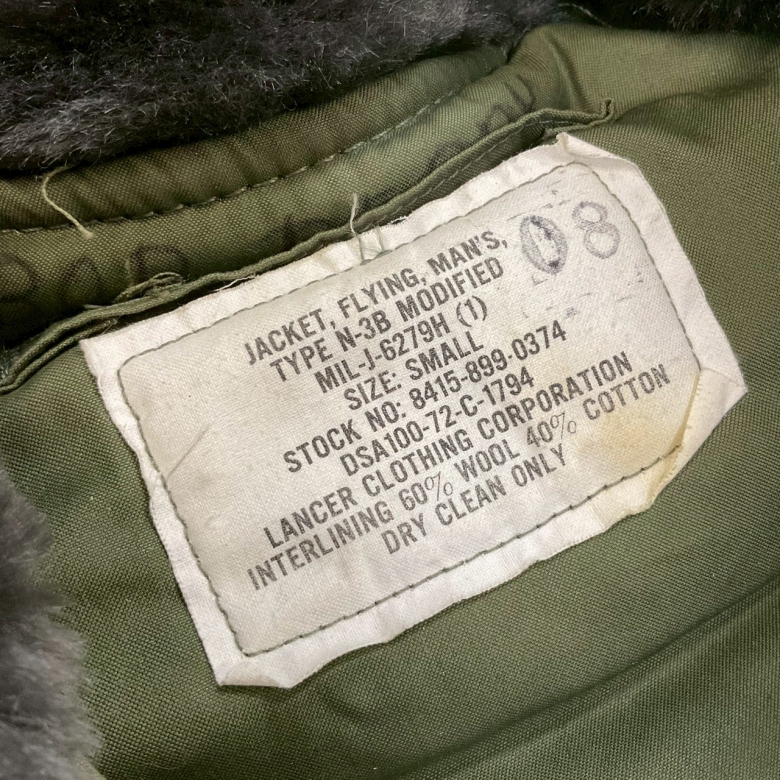 08
JACKET, FLYING, MAN'S,
TYPE N-3B MODIFIED
MIL-J-6279H (1)
SIZE: SMALL
STOCK NO: 8415-899-0374
DSA100-72-C-1794
LANCER CLOTHING CORPORATION
INTERLINING 60% WOOL 40% COTTON
DRY CLEAN ONLY